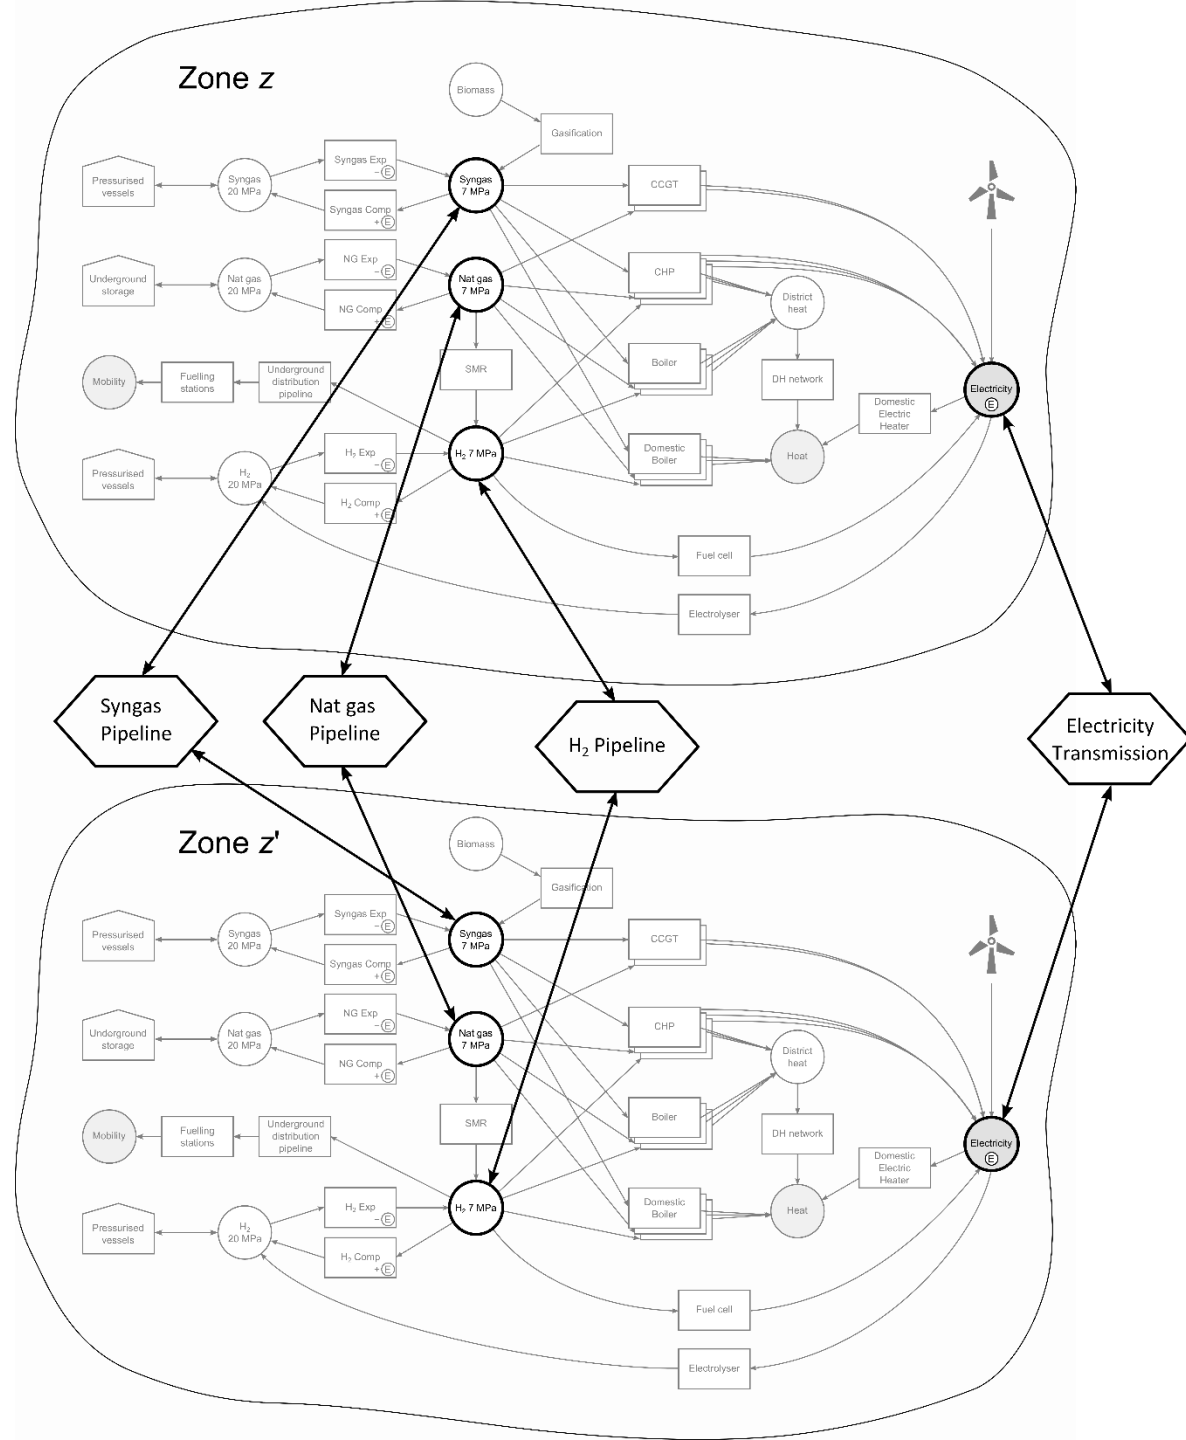 Zone z
Biomass
Gasification
Pressurised
vessels
Syngas
20 MPa
Syngas Exp
−E
Syngas Comp
+E
Syngas
7 MPa
CCGT
Underground
storage
Nat gas
20 MPa
NG Exp
−E
NG Comp
+E
Nat gas
7 MPa
CHP
District
heat
Mobility
Fuelling
stations
Underground
distribution
pipeline
SMR
Boiler
DH network
Domestic
Electric
Heater
Electricity
E
Pressurised
vessels
H2
20 MPa
H2 Exp
−E
H2 Comp
+E
H2 7 MPa
Domestic
Boiler
Heat
Fuel cell
Electrolyser
Syngas
Pipeline
Nat gas
Pipeline
H2 Pipeline
Electricity
Transmission
Zone z'
Biomass
Gasification
Pressurised
vessels
Syngas
20 MPa
Syngas Exp
−E
Syngas Comp
+E
Syngas
7 MPa
CCGT
Underground
storage
Nat gas
20 MPa
NG Exp
−E
NG Comp
+E
Nat gas
7 MPa
CHP
District
heat
Mobility
Fuelling
stations
Underground
distribution
pipeline
SMR
Boiler
DH network
Domestic
Electric
Heater
Electricity
E
Pressurised
vessels
H2
20 MPa
H2 Exp
−E
H2 Comp
+E
H2 7 MPa
Domestic
Boiler
Heat
Fuel cell
Electrolyser